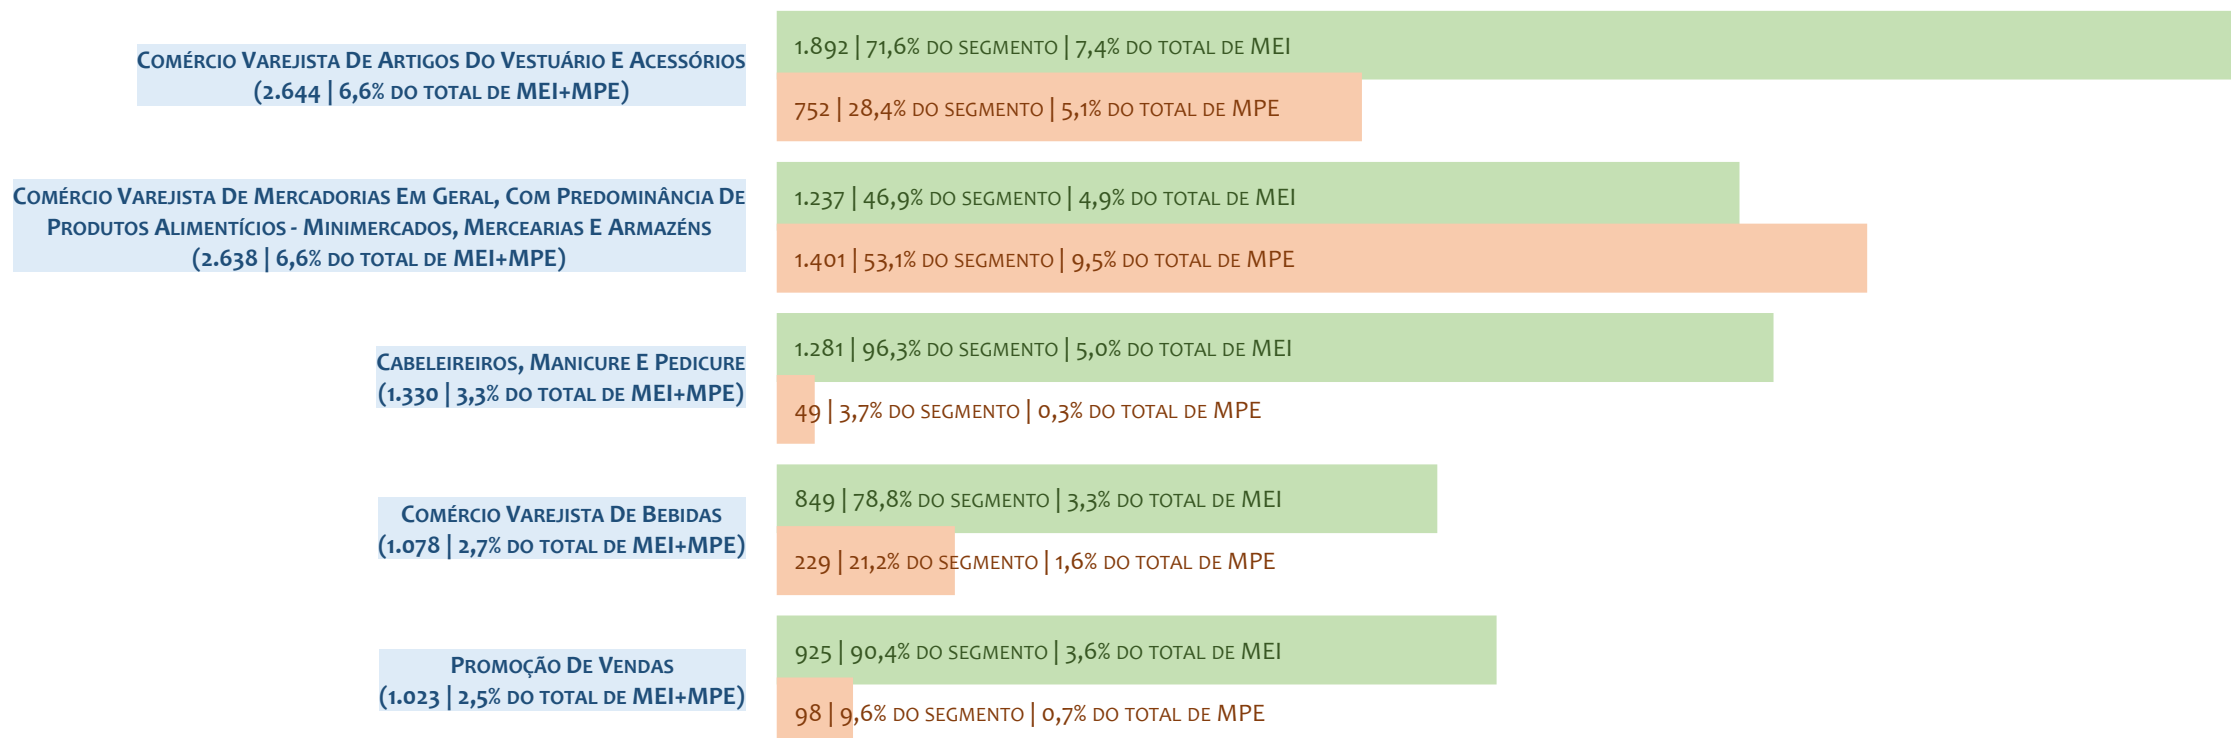 Comércio Varejista De Artigos Do Vestuário E Acessórios
(2.644 | 6,6% do total de MEI+MPE)
1.892 | 71,6% do segmento | 7,4% do total de MEI
752 | 28,4% do segmento | 5,1% do total de MPE
Comércio Varejista De Mercadorias Em Geral, Com Predominância De
Produtos Alimentícios - Minimercados, Mercearias E Armazéns
(2.638 | 6,6% do total de MEI+MPE)
1.237 | 46,9% do segmento | 4,9% do total de MEI
1.401 | 53,1% do segmento | 9,5% do total de MPE
Cabeleireiros, Manicure E Pedicure
(1.330 | 3,3% do total de MEI+MPE)
1.281 | 96,3% do segmento | 5,0% do total de MEI
49 | 3,7% do segmento | 0,3% do total de MPE
Comércio Varejista De Bebidas
(1.078 | 2,7% do total de MEI+MPE)
849 | 78,8% do segmento | 3,3% do total de MEI
229 | 21,2% do segmento | 1,6% do total de MPE
Promoção De Vendas
(1.023 | 2,5% do total de MEI+MPE)
925 | 90,4% do segmento | 3,6% do total de MEI
98 | 9,6% do segmento | 0,7% do total de MPE